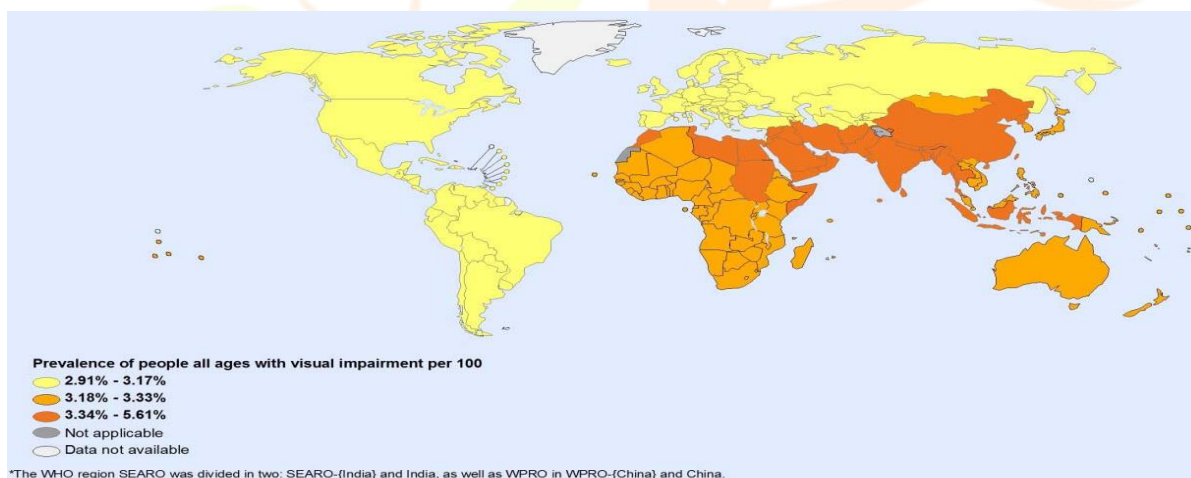 Prevalence of people all ages with visual impairment per 100
2.91% - 3.17%
3.18% - 3.33%
3.34% - 5.61%
Not applicable
Data not available
*The WHO region SEARO was divided in two: SEARO-{India} and India, as well as WPRO in WPRO-{China} and China.